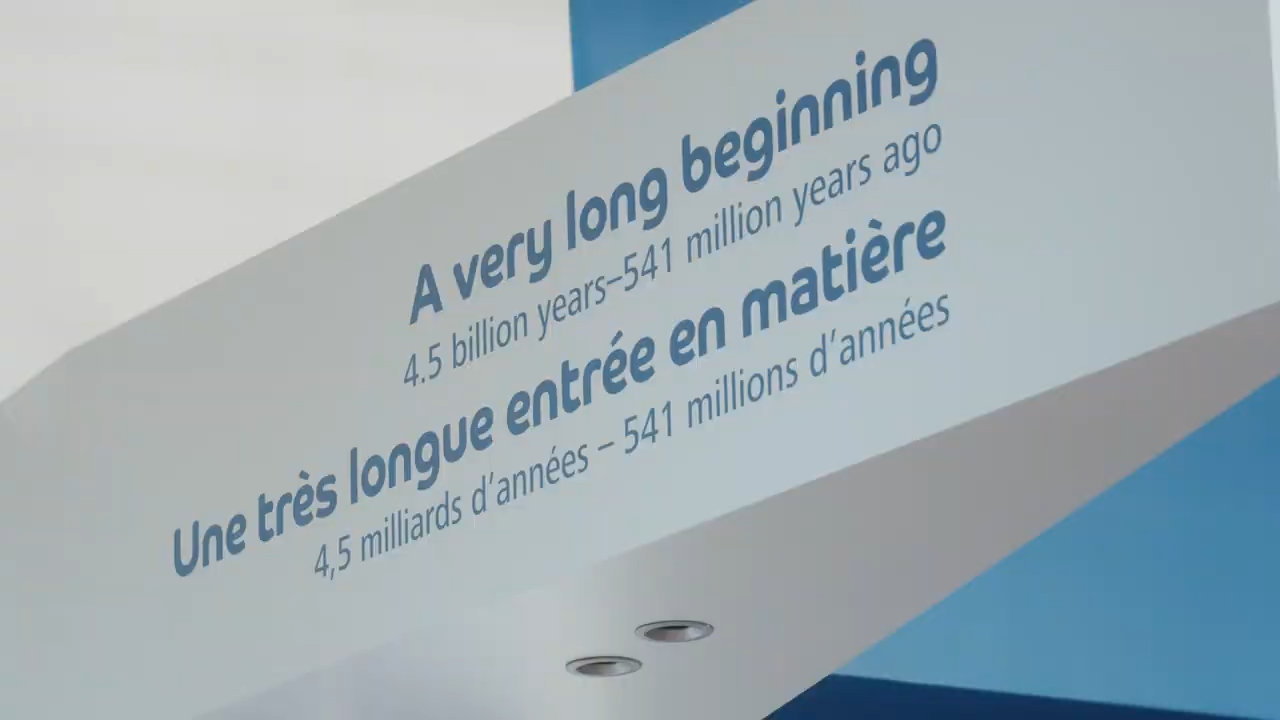 A very long beginning
4.5 billion years–541 million years ago
Une très longue entrée en matière
4,5 milliards d’années – 541 millions d’années